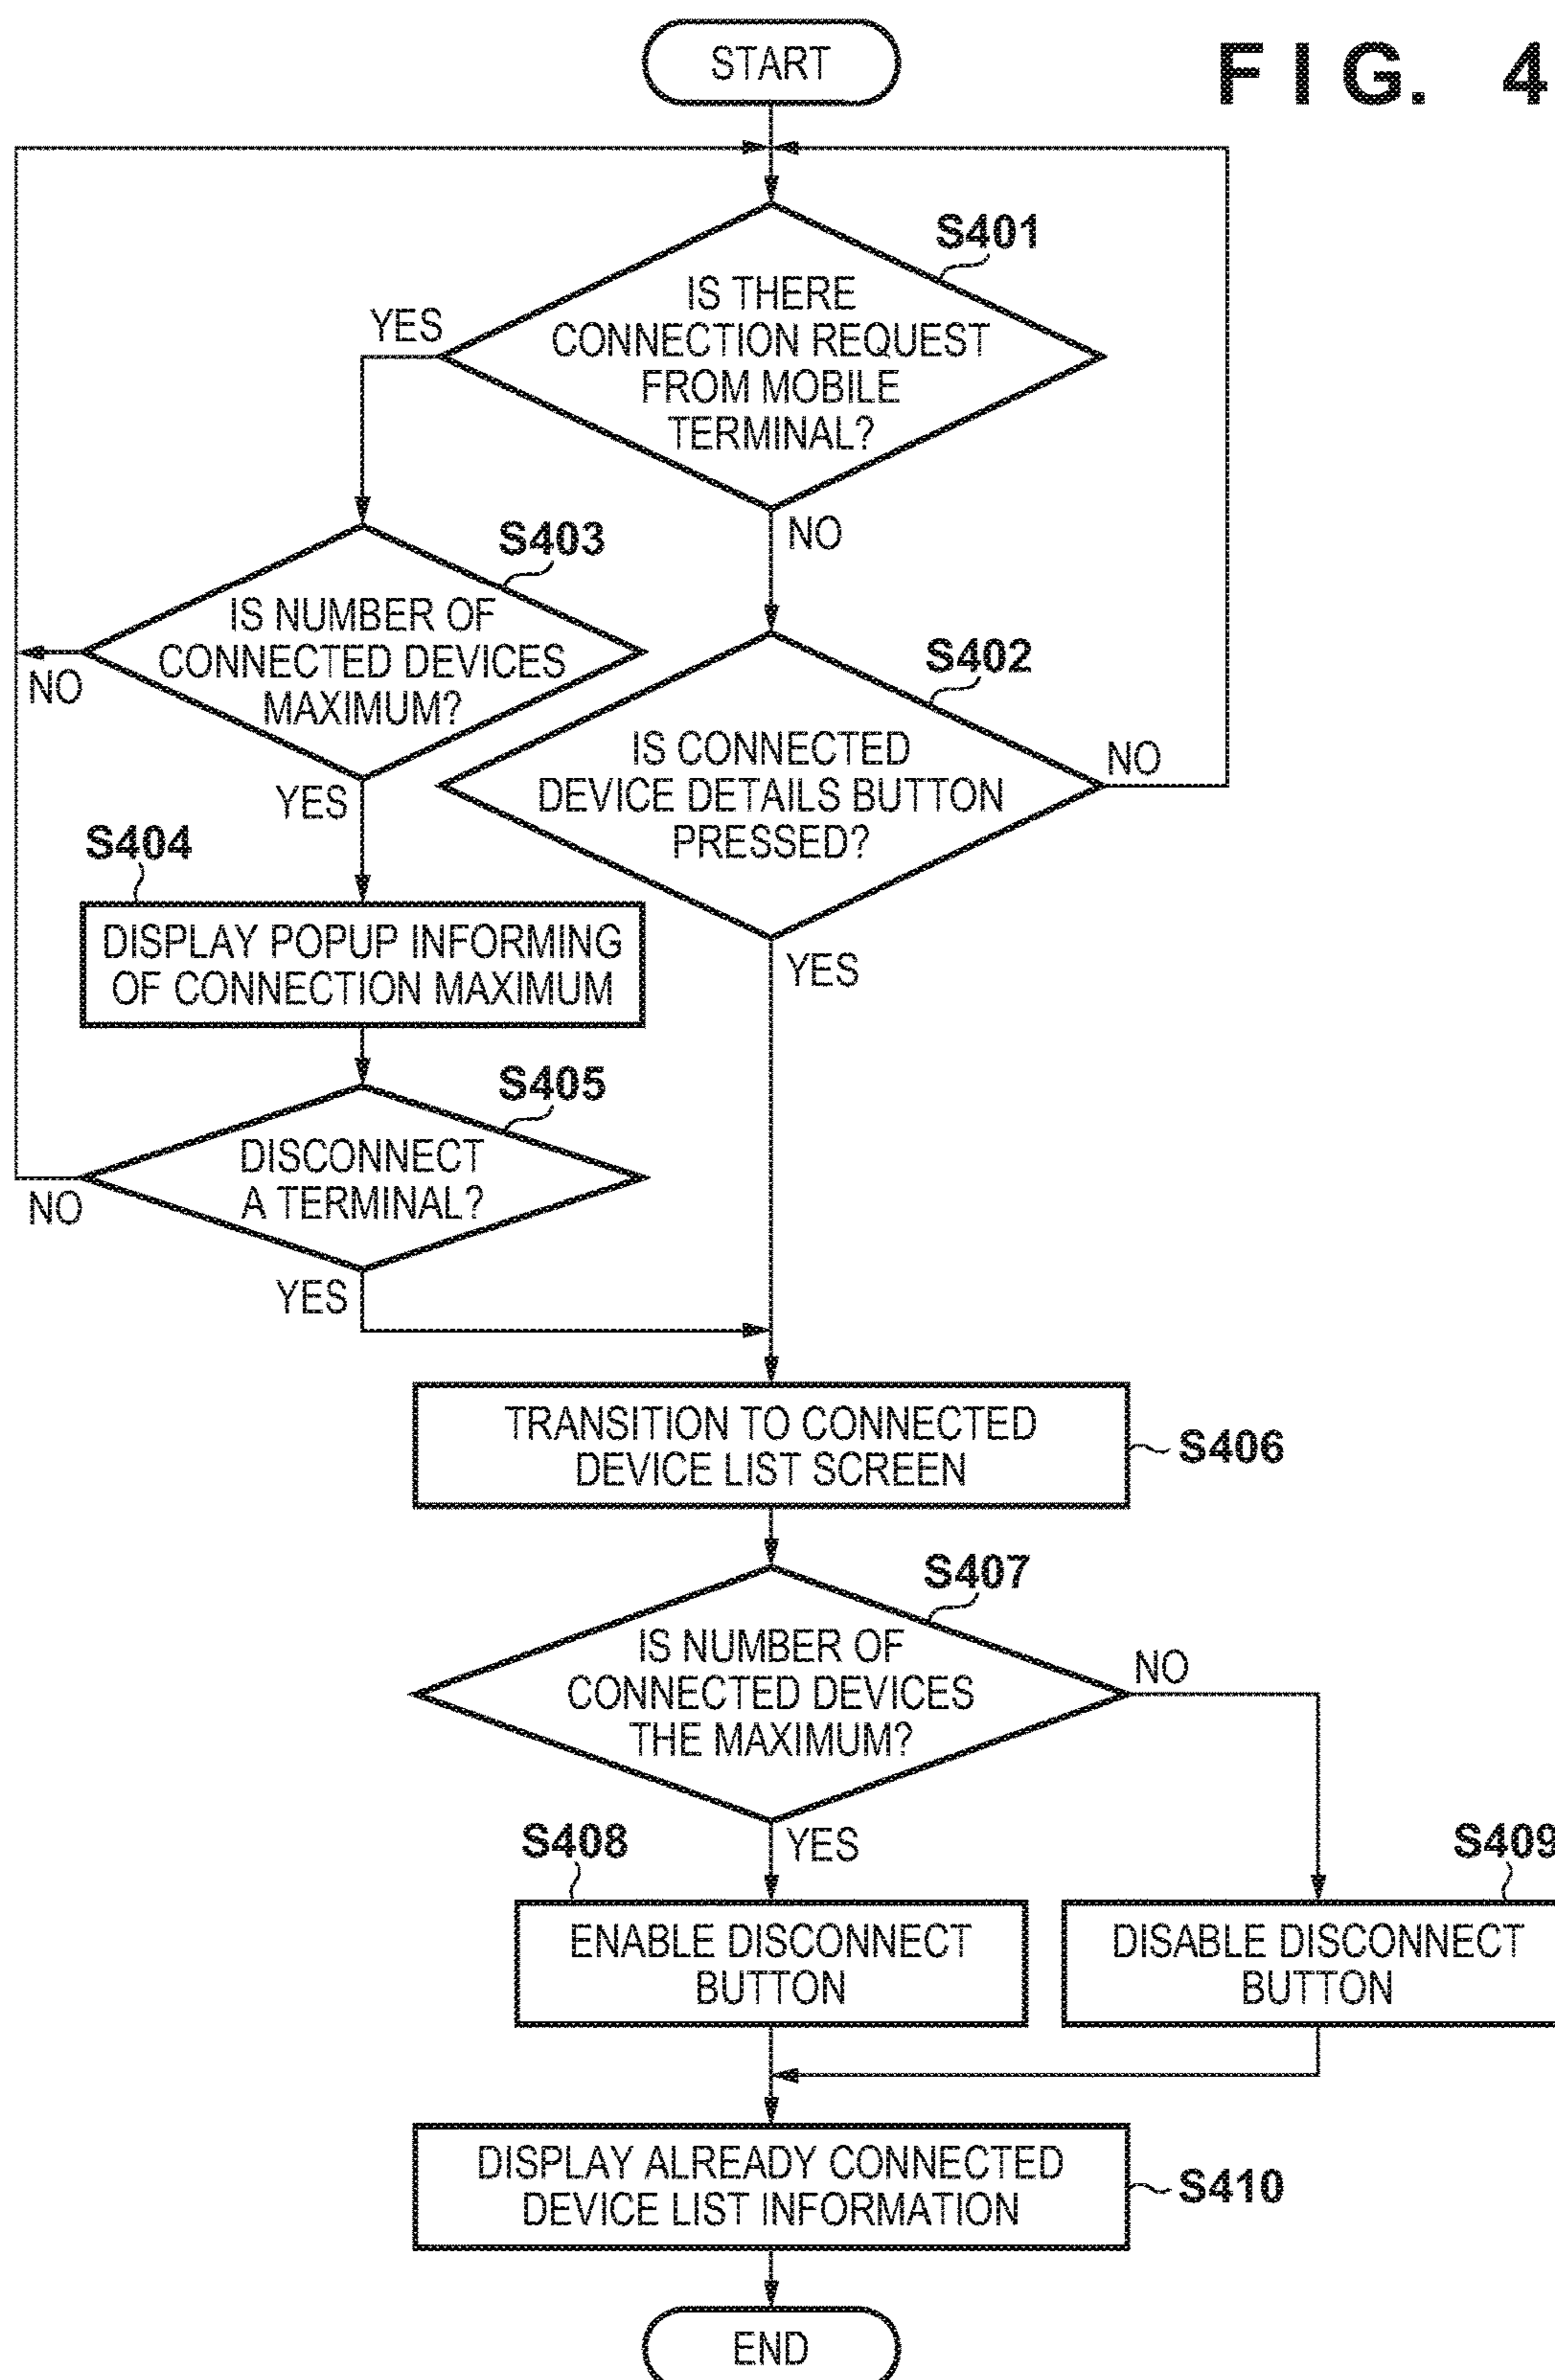 START
FIG. 4
S401
IS THERE
CONNECTION REQUEST
FROM MOBILE
TERMINAL?
YES
NO
S403
IS NUMBER OF
CONNECTED DEVICES
MAXIMUM?
NO
YES
S402
IS CONNECTED
DEVICE DETAILS BUTTON
PRESSED?
NO
YES
S404
DISPLAY POPUP INFORMING
OF CONNECTION MAXIMUM
S405
DISCONNECT
A TERMINAL?
NO
YES
TRANSITION TO CONNECTED
DEVICE LIST SCREEN
S406
S407
IS NUMBER OF
CONNECTED DEVICES
THE MAXIMUM?
NO
YES
S408
ENABLE DISCONNECT
BUTTON
S409
DISABLE DISCONNECT
BUTTON
DISPLAY ALREADY CONNECTED
DEVICE LIST INFORMATION
S410
END